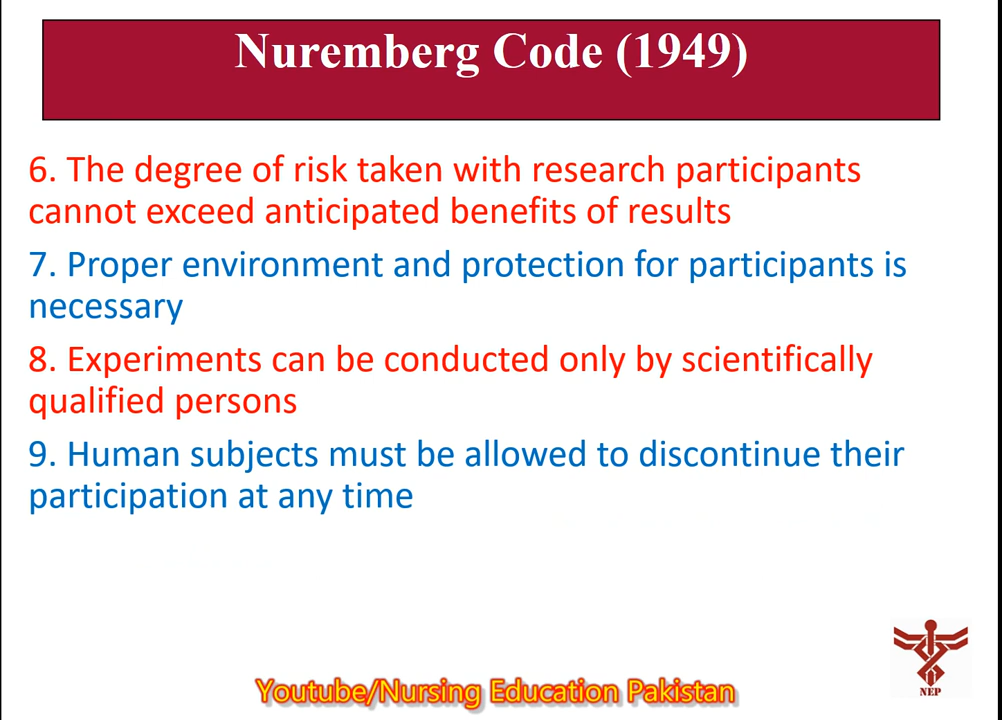 Nuremberg Code (1949)
6. The degree of risk taken with research participants
cannot exceed anticipated benefits of results
7. Proper environment and protection for participants is
necessary
8. Experiments can be conducted only by scientifically
qualified persons
9. Human subjects must be allowed to discontinue their
participation at any time
NEP
Youtube/Nursing Education Pakistan